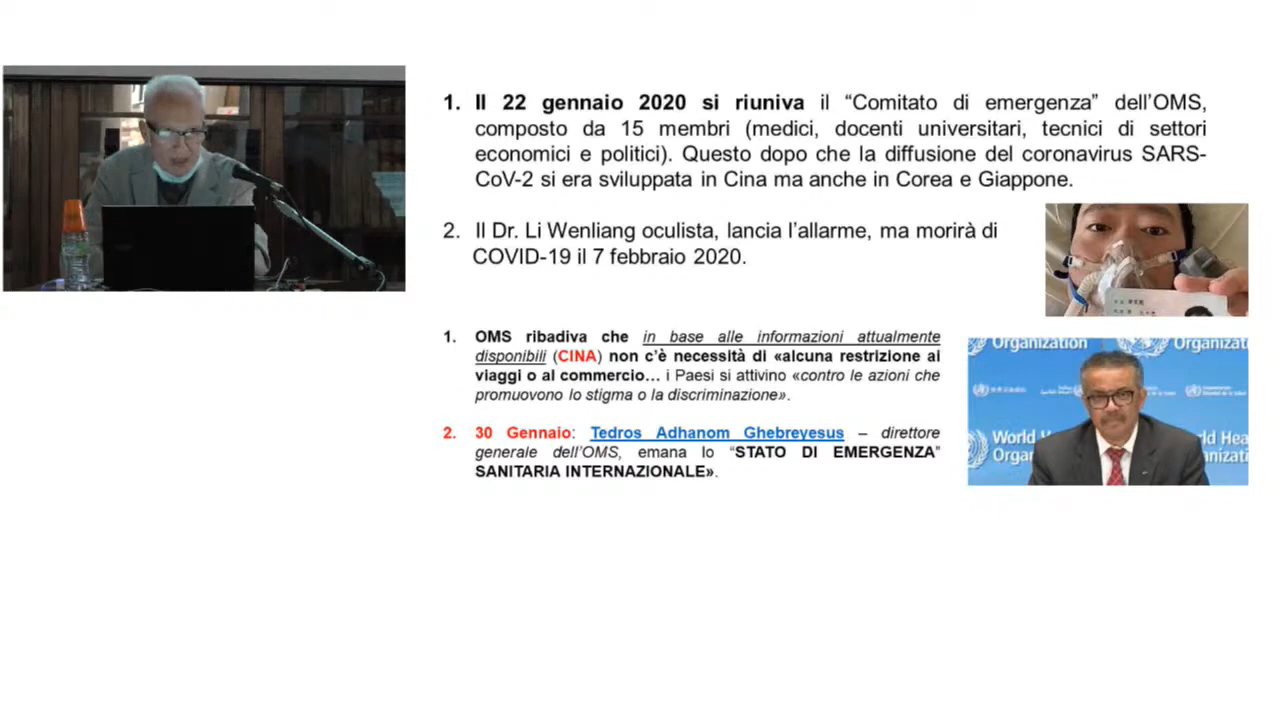 1. Il 22 gennaio 2020 si riuniva il “Comitato di emergenza” dell’OMS,
composto da 15 membri (medici, docenti universitari, tecnici di settori
economici e politici). Questo dopo che la diffusione del coronavirus SARS-
CoV-2 si era sviluppata in Cina ma anche in Corea e Giappone.
2. Il Dr. Li Wenliang oculista, lancia l’allarme, ma morirà di
COVID-19 il 7 febbraio 2020.
1. OMS ribadiva che in base alle informazioni attualmente
disponibili (CINA) non c’è necessità di «alcuna restrizione ai
viaggi o al commercio… i Paesi si attivino «contro le azioni che
promuovono lo stigma o la discriminazione».
2. 30 Gennaio: Tedros Adhanom Ghebreyesus – direttore
generale dell’OMS, emana lo “STATO DI EMERGENZA”
SANITARIA INTERNAZIONALE».
Organization
Organizat
World H
Organ
rld Hea
anizati